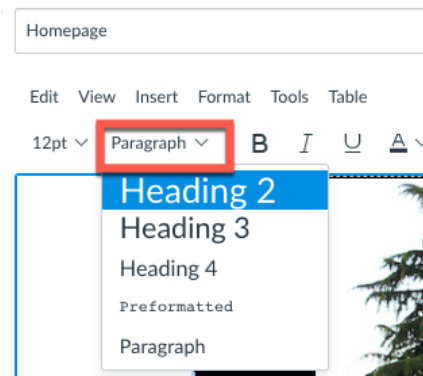 Homepage
Edit View Insert Format Tools Table
12pt Paragraph B I U A
Heading 2
Heading 3
Heading 4
Preformatted
Paragraph